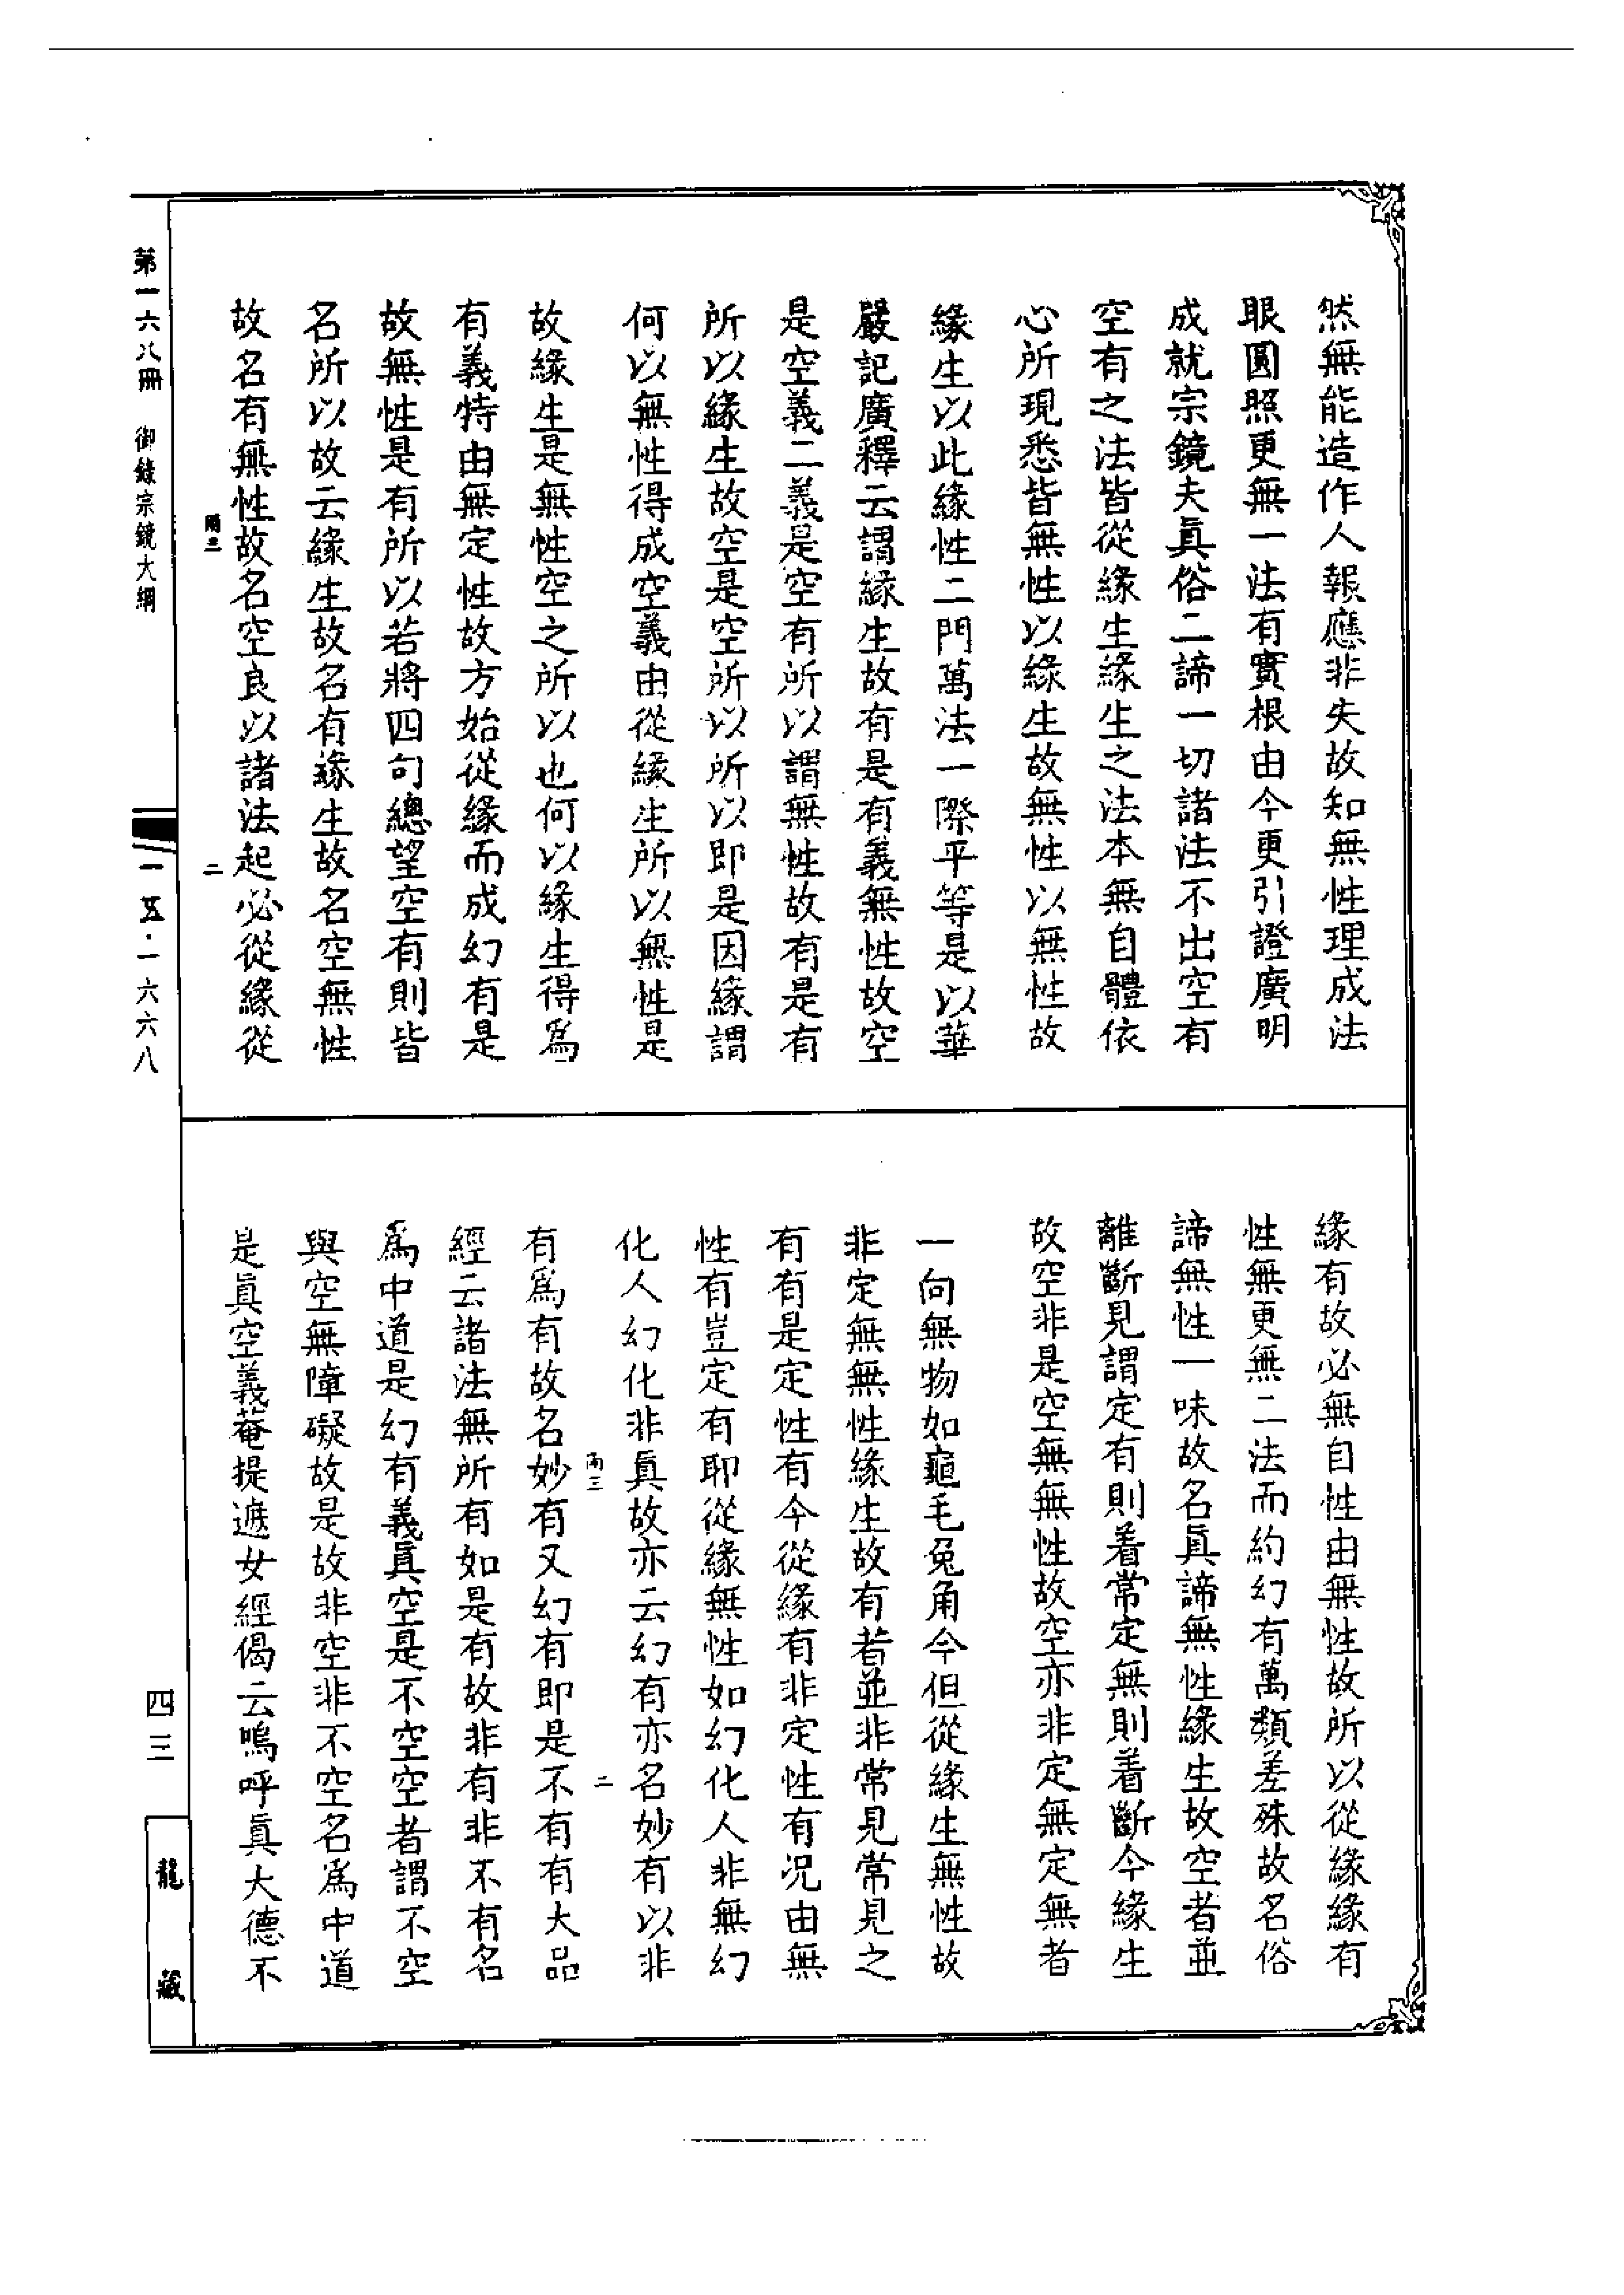 然無能造作人報應非失故知無性理成法
眼圓照更無一法有實根由今更引證廣明
成就宗鏡夫眞俗二諦一切諸法不出空有
空有之法皆從緣生緣生之法本無自體依
心所現悉皆無性以緣生故無性以無性故
緣生以此緣性二門萬法一際平等是以華
嚴記廣釋云謂緣生故有是有義無性故空
是空義二義是空有所以謂無性故有是有
所以緣生故空是空所以所以即是因緣謂
何以無性得成空義由從緣生所以無性是
故緣生是無性空之所以也何以緣生得爲
有義特由無定性故方始從緣而成幻有是
故無性是有所以若將四句總望空有則皆
名所以故云緣生故名有緣生故名空無性
故名有無性故名空良以諸法起必從緣從
二
緣有故必無自性由無性故所以從緣緣有
性無更無二法而約幻有萬類差殊故名俗
諦無性一味故名眞諦無性緣生故空者並
離斷見謂定有則着常定無則着斷今緣生
故空非是空無無性故空亦非定無定無者
一向無物如龜毛兔角今但從緣生無性故
非定無無性緣生故有者並非常見常見之
有有是定性有今從緣有非定性有况由無
性有豈定有耶從緣無性如幻化人非無幻
化人幻化非眞故亦云幻有亦名妙有以非
二
有爲有故名妙有又幻有即是不有有大品
經云諸法無所有如是有故非有非不有名
爲中道是幻有義眞空是不空空者謂不空
與空無障礙故是故非空非不空名爲中道
是眞空義菴提遮女經偈云嗚呼眞大德不
第一六八冊 御錄宗鏡大綱
一五·一六六八
四三
龍藏